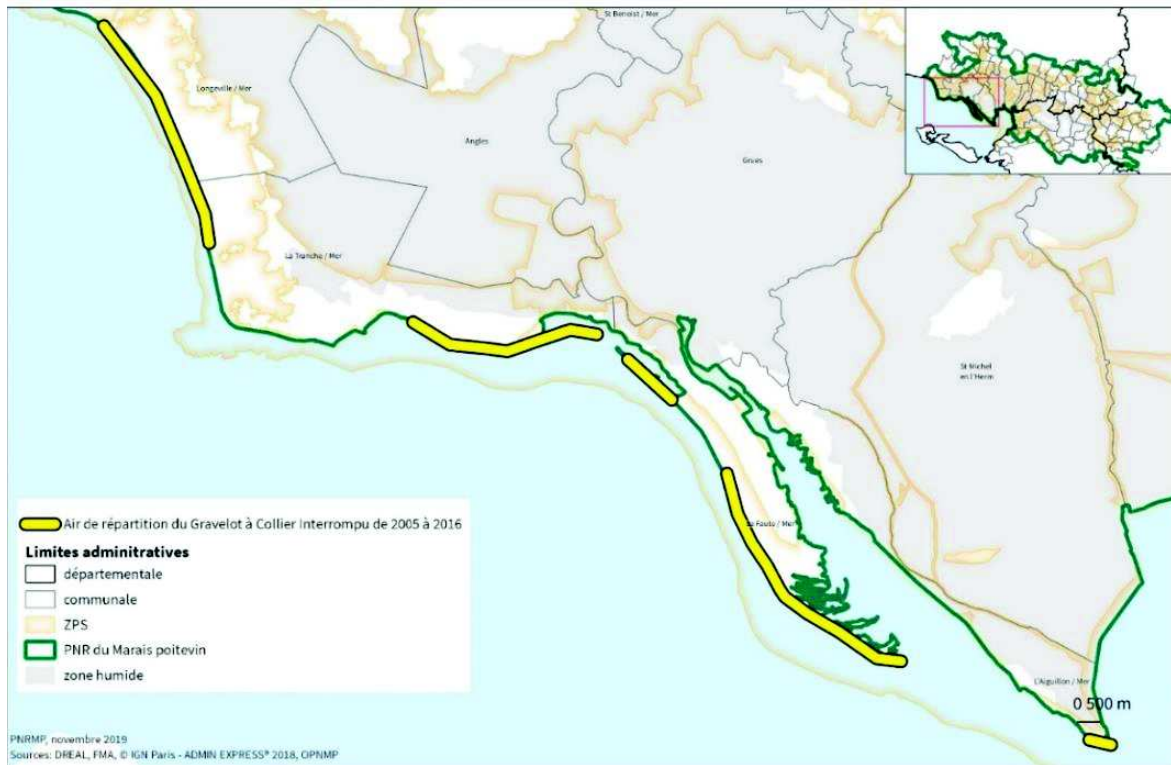 St Benoist / Mer
Longeville / Mer
Angles
Grues
La Tranche / Mer
St Michel
en l'Herm
La Faute / Mer
L'Aiguillon / Mer
0 500 m
Air de répartition du Gravelot à Collier Interrompu de 2005 à 2016
Limites adminitratives
départementale
communale
ZPS
PNR du Marais poitevin
zone humide
PNRMP, novembre 2019
Sources: DREAL, FMA, © IGN Paris - ADMIN EXPRESS® 2018, OPNMP